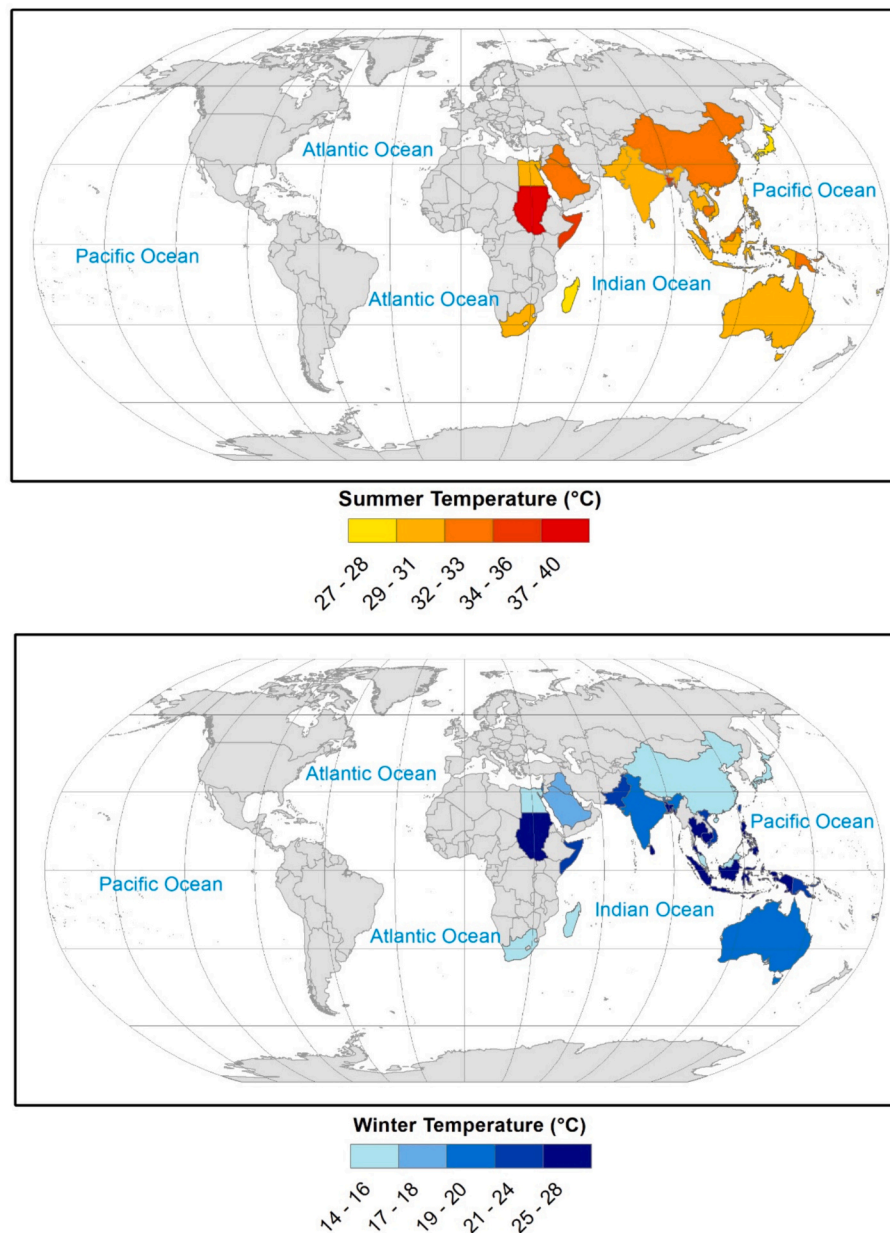 Atlantic Ocean
Pacific Ocean
Pacific Ocean
Atlantic Ocean
Indian Ocean
Summer Temperature (°C)
27 - 28
29 - 31
32 - 33
34 - 36
37 - 40
Atlantic Ocean
Pacific Ocean
Pacific Ocean
Atlantic Ocean
Indian Ocean
Winter Temperature (°C)
14 - 16
17 - 18
19 - 20
21 - 24
25 - 28